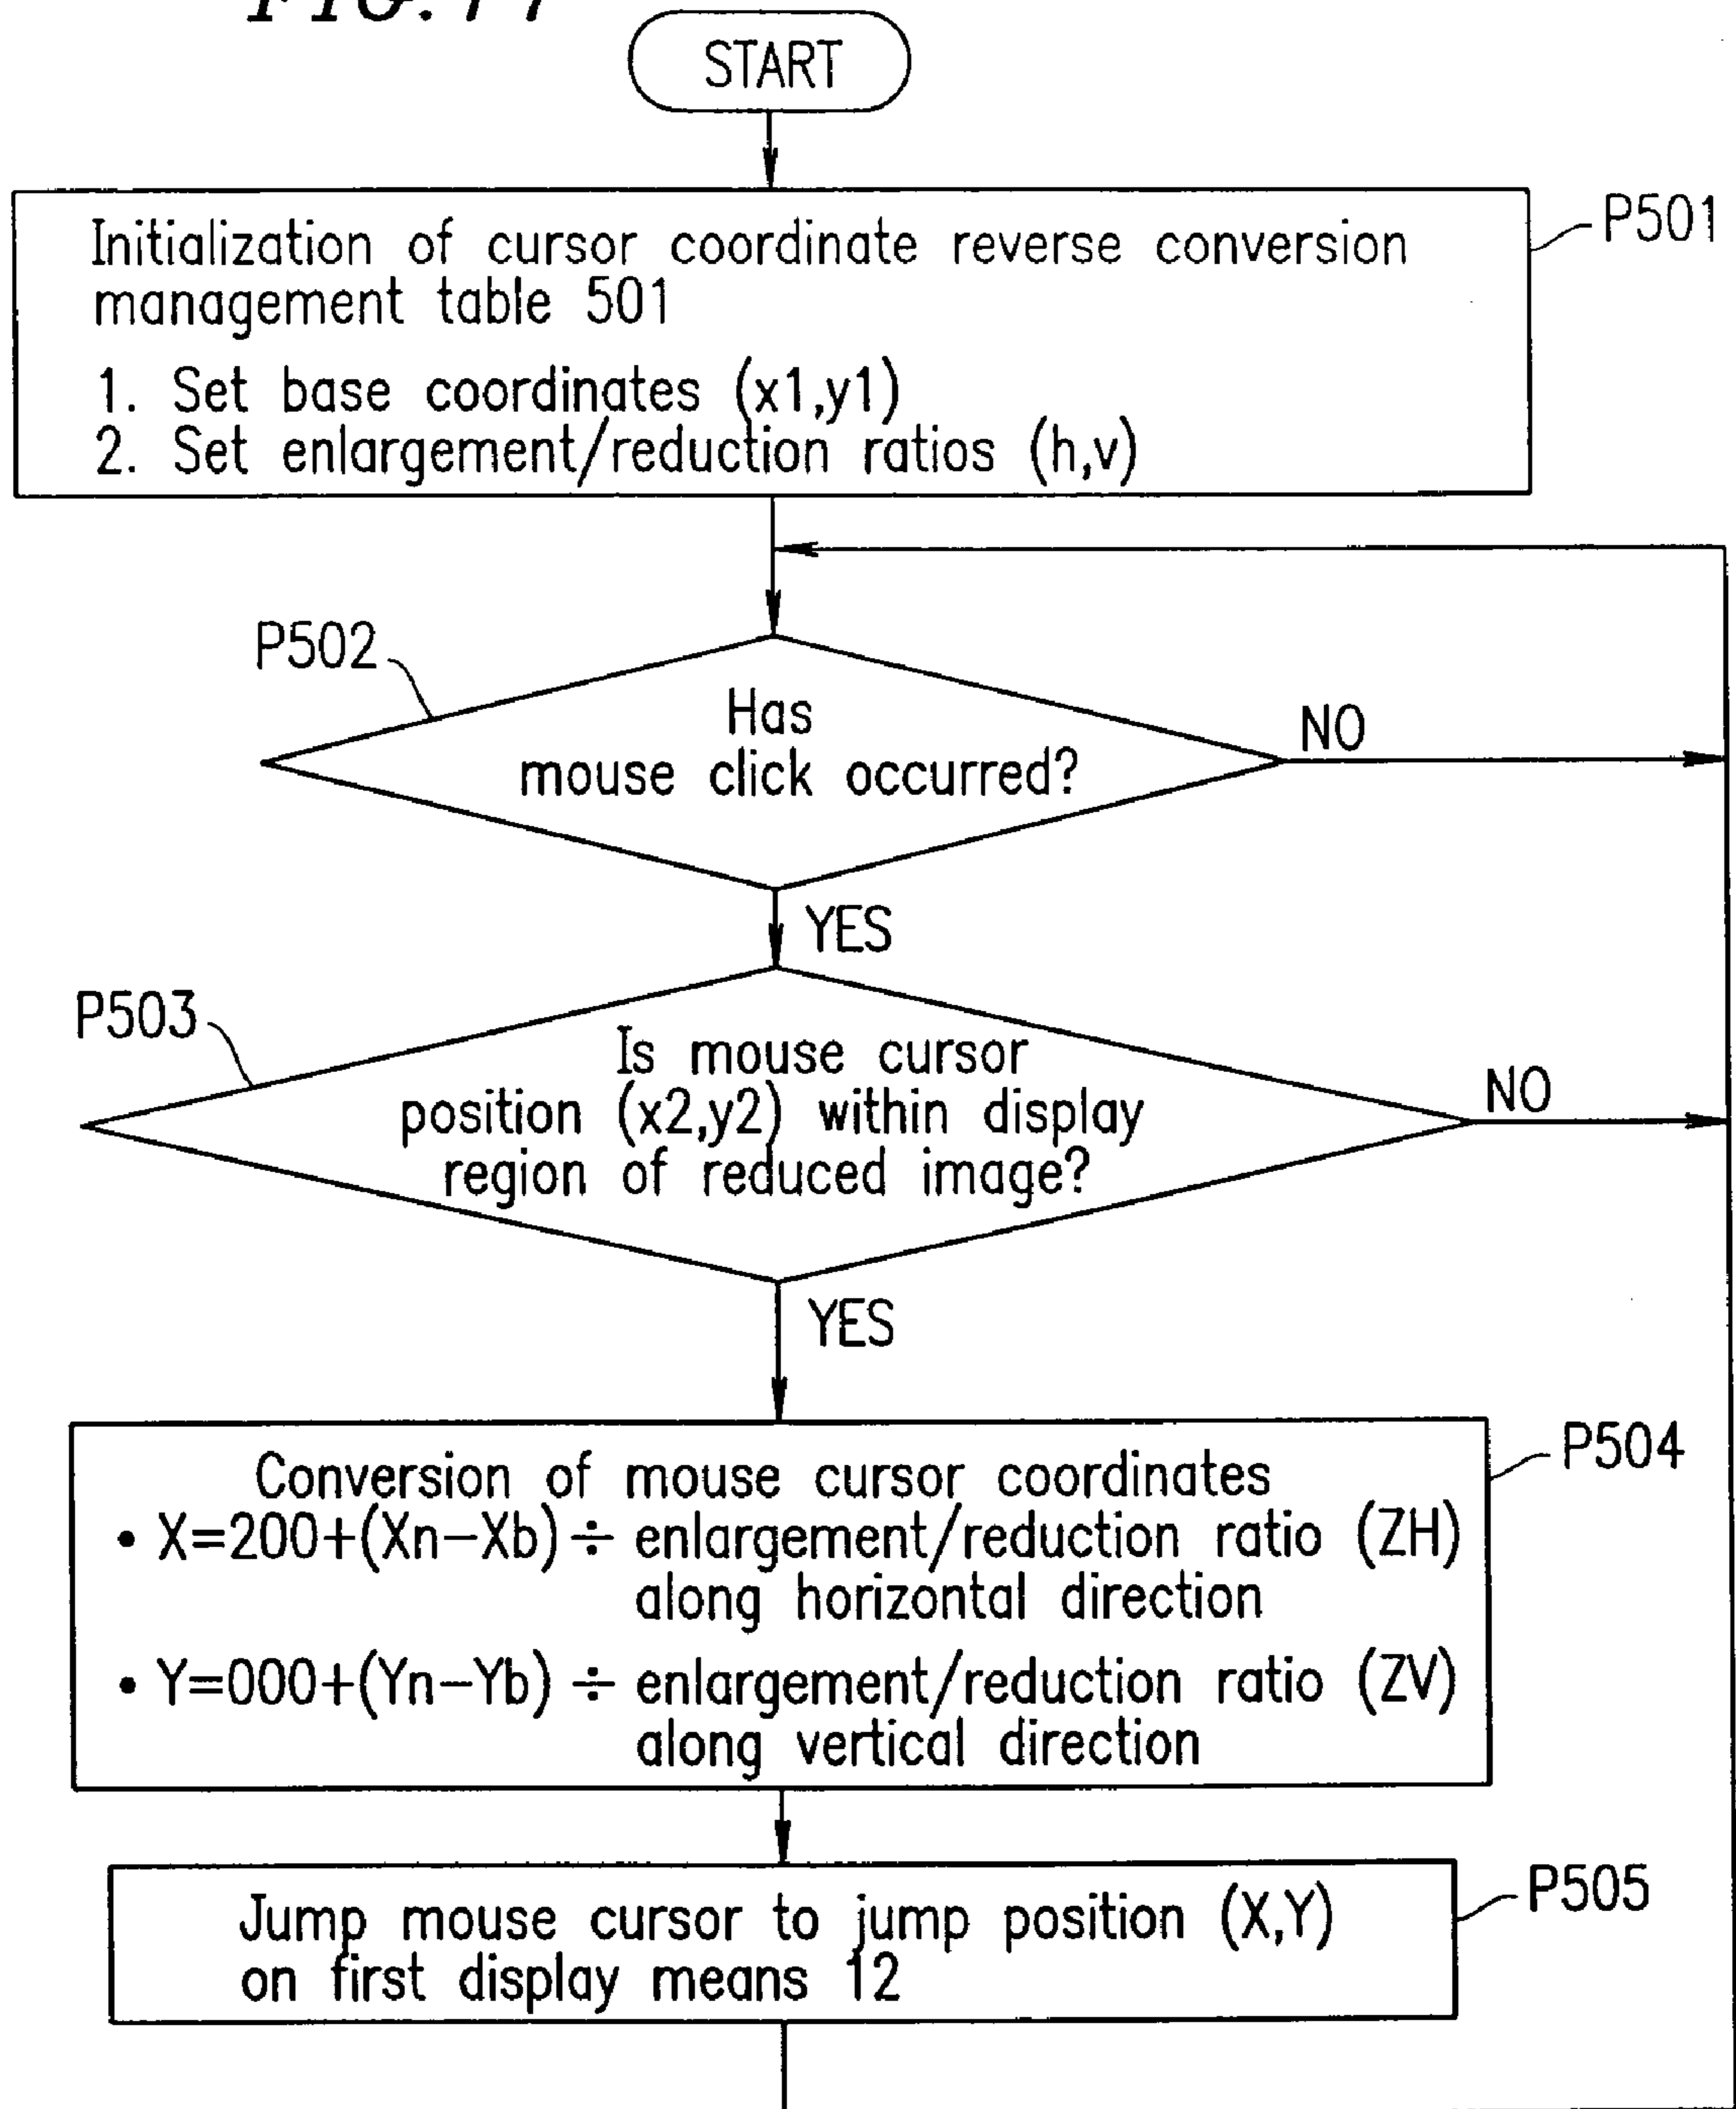 START
P501
Initialization of cursor coordinate reverse conversion
management table 501
1. Set base coordinates (x1,y1)
2. Set enlargement/reduction ratios (h,v)
P502
Has
mouse click occurred?
NO
YES
P503
Is mouse cursor
position (x2,y2) within display
region of reduced image?
NO
YES
P504
Conversion of mouse cursor coordinates
• X=200+(Xn−Xb) ÷ enlargement/reduction ratio (ZH)
along horizontal direction
• Y=000+(Yn−Yb) ÷ enlargement/reduction ratio (ZV)
along vertical direction
P505
Jump mouse cursor to jump position (X,Y)
on first display means 12